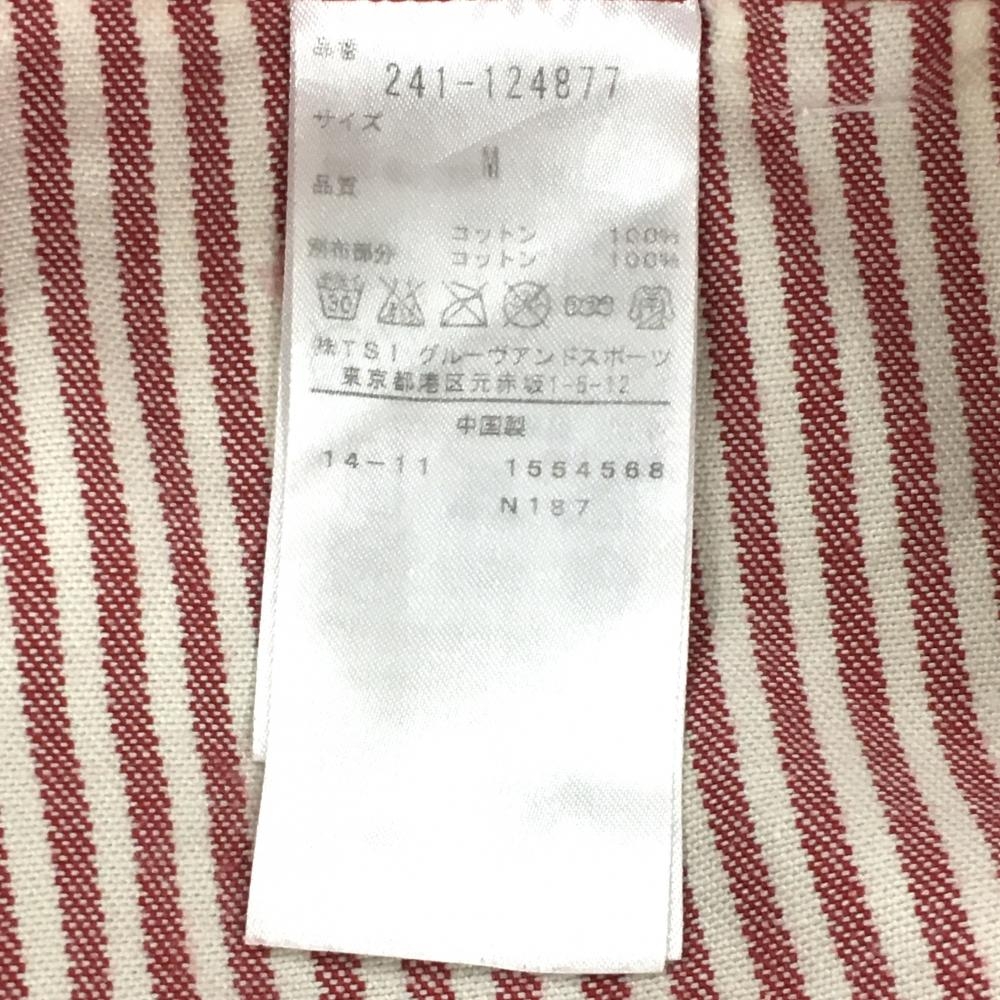 品番
241-124877
サイズ
M
品質
コットン 100%
別布部分 コットン 100%
30
㈱TSI グルーヴアンドスポーツ
東京都港区元赤坂1-5-12
中国製
14-11 1554568
N187